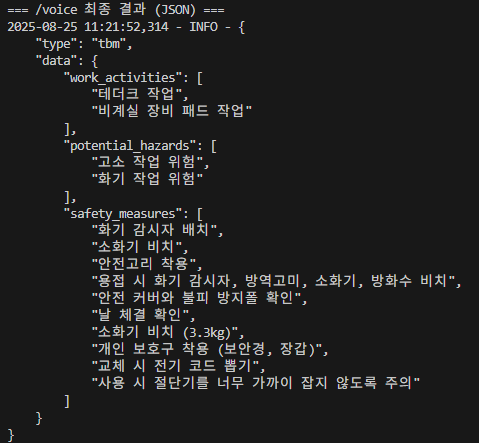 === /voice 최종 결과 (JSON) ===
2025-08-25 11:21:52,314 - INFO - {
    "type": "tbm",
    "data": {
        "work_activities": [
            "테더크 작업",
            "비계실 장비 패드 작업"
        ],
        "potential_hazards": [
            "고소 작업 위험",
            "화기 작업 위험"
        ],
        "safety_measures": [
            "화기 감시자 배치",
            "소화기 비치",
            "안전고리 착용",
            "용접 시 화기 감시자, 방역고미, 소화기, 방화수 비치",
            "안전 커버와 불피 방지폴 확인",
            "날 체결 확인",
            "소화기 비치 (3.3kg)",
            "개인 보호구 착용 (보안경, 장갑)",
            "교체 시 전기 코드 뽑기",
            "사용 시 절단기를 너무 가까이 잡지 않도록 주의"
        ]
    }
}